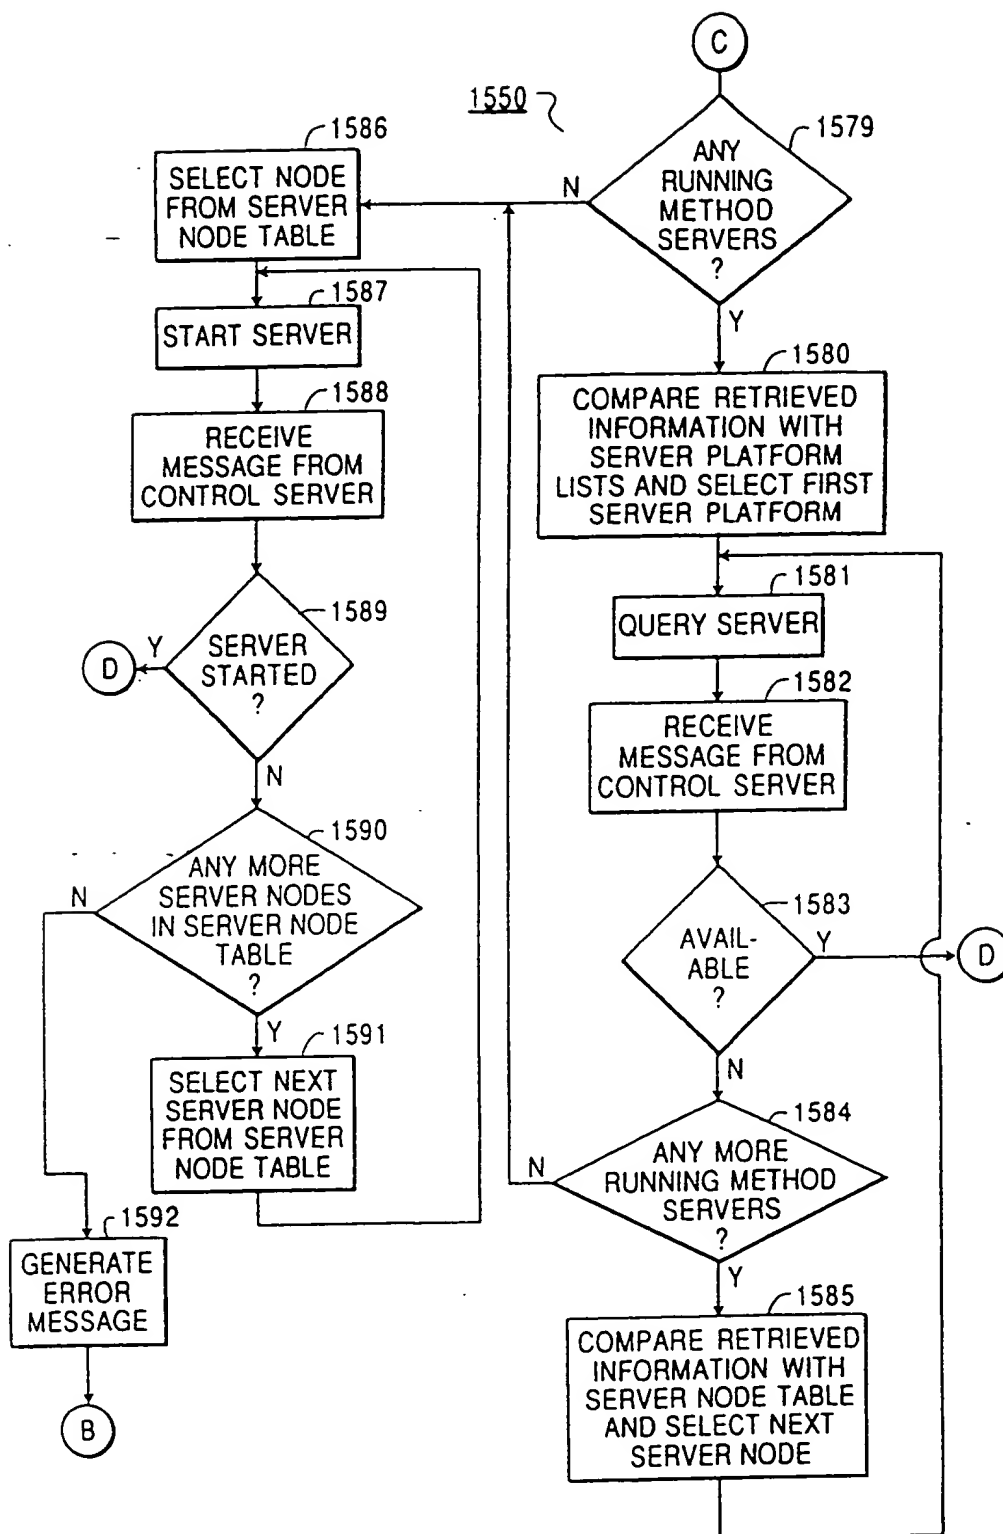 C
1550
1579
ANY
RUNNING
METHOD
SERVERS
?
N
Y
1586
SELECT NODE
FROM SERVER
NODE TABLE
1587
START SERVER
1588
RECEIVE
MESSAGE FROM
CONTROL SERVER
1589
SERVER
STARTED
?
Y
D
N
1590
ANY MORE
SERVER NODES
IN SERVER NODE
TABLE
?
N
Y
1591
SELECT NEXT
SERVER NODE
FROM SERVER
NODE TABLE
1592
GENERATE
ERROR
MESSAGE
B
1580
COMPARE RETRIEVED
INFORMATION WITH
SERVER PLATFORM
LISTS AND SELECT FIRST
SERVER PLATFORM
1581
QUERY SERVER
1582
RECEIVE
MESSAGE FROM
CONTROL SERVER
1583
AVAIL-
ABLE
?
Y
D
N
1584
ANY MORE
RUNNING METHOD
SERVERS
?
N
Y
1585
COMPARE RETRIEVED
INFORMATION WITH
SERVER NODE TABLE
AND SELECT NEXT
SERVER NODE